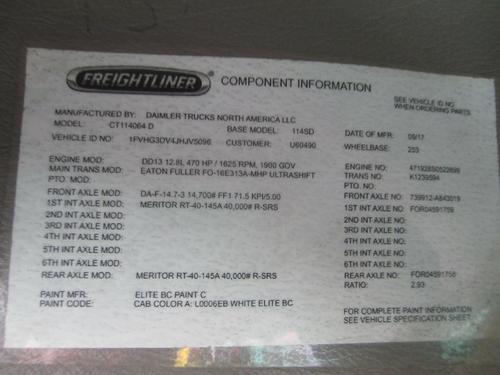 FREIGHTLINER COMPONENT INFORMATION
SEE VEHICLE ID NO
WHEN ORDERING PARTS
MANUFACTURED BY: DAIMLER TRUCKS NORTH AMERICA LLC
MODEL: CT114064 D BASE MODEL: 114SD DATE OF MFR: 09/17
VEHICLE ID NO: 1FVHG3DV4JHJV5096 CUSTOMER: U60490 WHEELBASE: 253
ENGINE MOD: DD13 12.8L 470 HP / 1625 RPM, 1900 GOV ENGINE NO: 471928S0522899
MAIN TRANS MOD: EATON FULLER FO-16E313A-MHP ULTRASHIFT TRANS NO: K1239594
PTO. MOD: PTO. NO:
FRONT AXLE MOD: DA-F-14.7-3 14,700# FF1 71.5 KPI/5.00 FRONT AXLE NO: 739912-A843019
1ST INT AXLE MOD: MERITOR RT-40-145A 40,000# R-SRS 1ST INT AXLE NO: FOR04591759
2ND INT AXLE MOD: 2ND INT AXLE NO:
3RD INT AXLE MOD: 3RD INT AXLE NO:
4TH INT AXLE MOD: 4TH INT AXLE NO:
5TH INT AXLE MOD: 5TH INT AXLE NO:
6TH INT AXLE MOD: 6TH INT AXLE NO:
REAR AXLE MOD: MERITOR RT-40-145A 40,000# R-SRS REAR AXLE NO: FOR04591758
RATIO: 2.93
PAINT MFR: ELITE BC PAINT C
PAINT CODE: CAB COLOR A: L0006EB WHITE ELITE BC
FOR COMPLETE PAINT INFORMATION
SEE VEHICLE SPECIFICATION SHEET